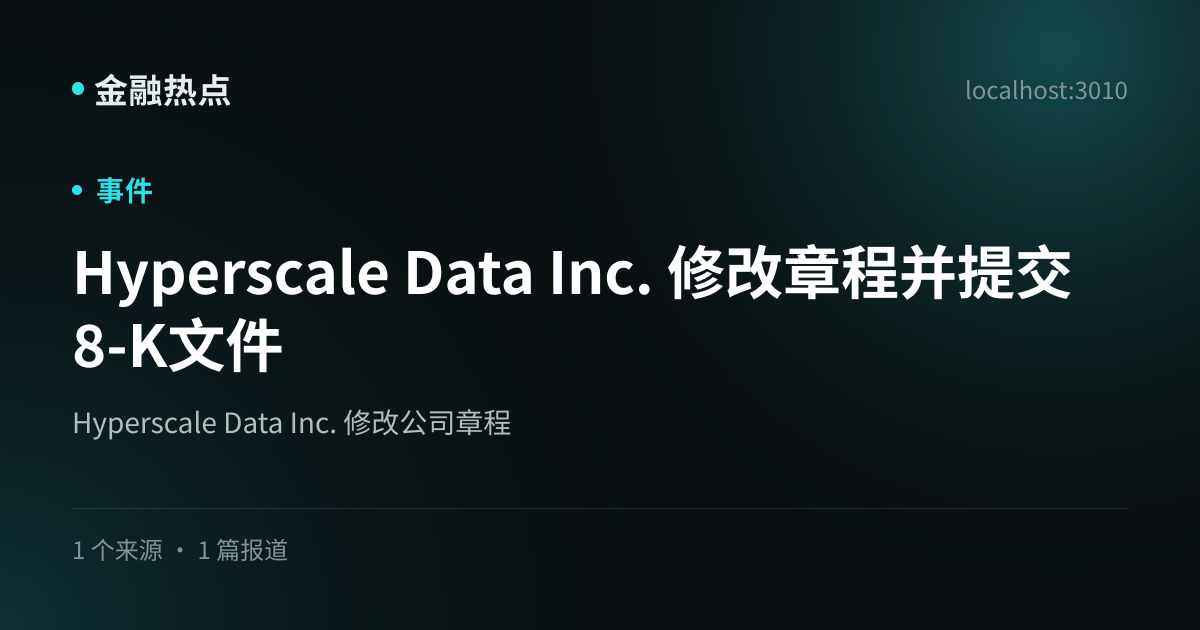 金融热点
localhost:3010
事件
Hyperscale Data Inc. 修改章程并提交
8-K文件
Hyperscale Data Inc. 修改公司章程
1 个来源 · 1 篇报道